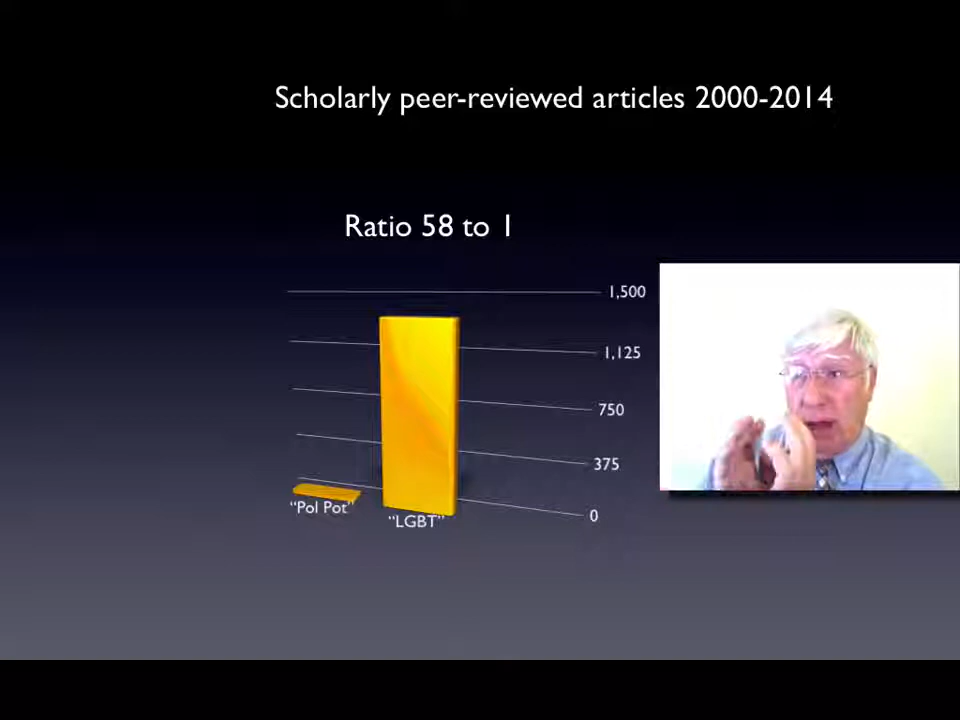 Scholarly peer-reviewed articles 2000-2014
Ratio 58 to 1
1,500
1,125
750
375
0
“Pol Pot”
“LGBT”